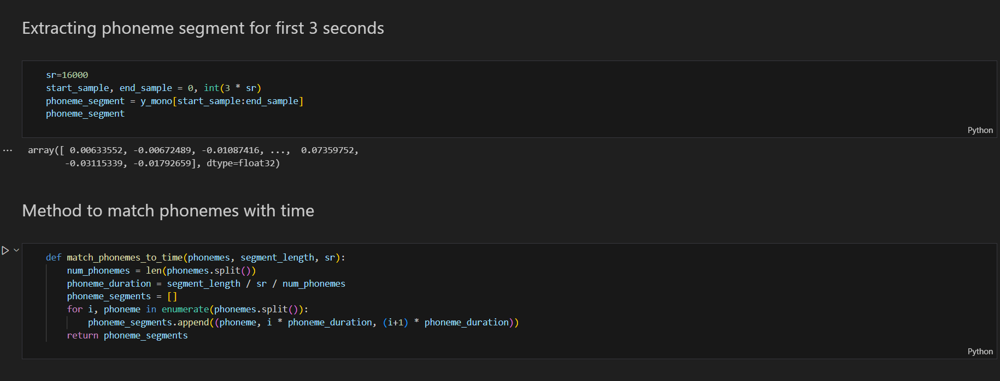 Extracting phoneme segment for first 3 seconds
sr=16000
start_sample, end_sample = 0, int(3 * sr)
phoneme_segment = y_mono[start_sample:end_sample]
phoneme_segment
Python
array([ 0.00633552, -0.00672489, -0.01087416, ...,  0.07359752,
       -0.03115339, -0.01792659], dtype=float32)
Method to match phonemes with time
def match_phonemes_to_time(phonemes, segment_length, sr):
    num_phonemes = len(phonemes.split())
    phoneme_duration = segment_length / sr / num_phonemes
    phoneme_segments = []
    for i, phoneme in enumerate(phonemes.split()):
        phoneme_segments.append((phoneme, i * phoneme_duration, (i+1) * phoneme_duration))
    return phoneme_segments
Python